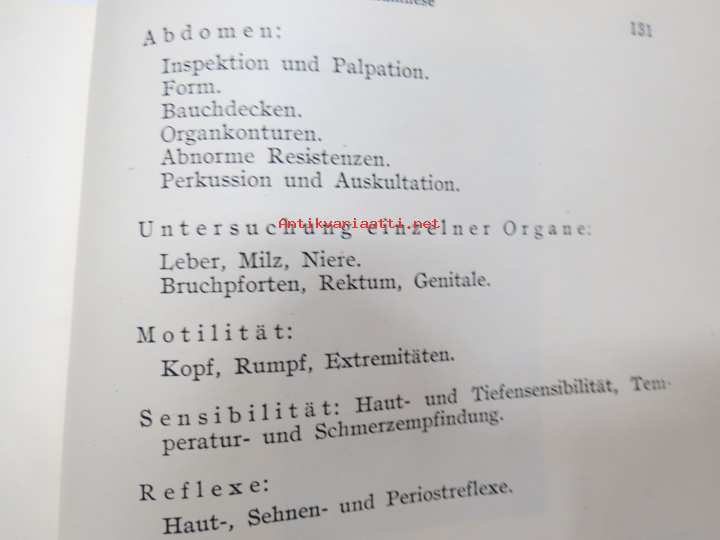 131
Abdomen:
Inspektion und Palpation.
Form.
Bauchdecken.
Organkonturen.
Abnorme Resistenzen.
Perkussion und Auskultation.
Antikvariaatti.net
Untersuchung einzelner Organe:
Leber, Milz, Niere.
Bruchpforten, Rektum, Genitale.
Motilität:
Kopf, Rumpf, Extremitäten.
Sensibilität: Haut- und Tiefensensibilität, Tem-
peratur- und Schmerzempfindung.
Reflexe:
Haut-, Sehnen- und Periostreflexe.